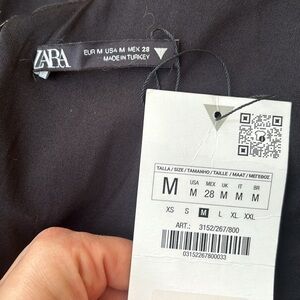 ZARA
EUR M USA M MEX 28
MADE IN TURKEY
TALLA / SIZE / TAMANHO / TAILLE / MAAT / МЕГЕВОZ
M
USA MEX UK IT BR
M 28 M M M
XS S M L XL XXL
ART.: 3152/267/800
03152267800033